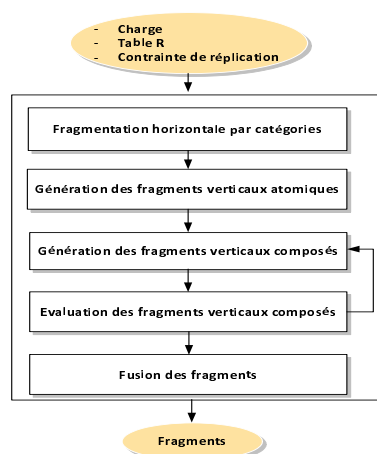 - Charge
- Table R
- Contrainte de réplication
Fragmentation horizontale par catégories
Génération des fragments verticaux atomiques
Génération des fragments verticaux composés
Evaluation des fragments verticaux composés
Fusion des fragments
Fragments